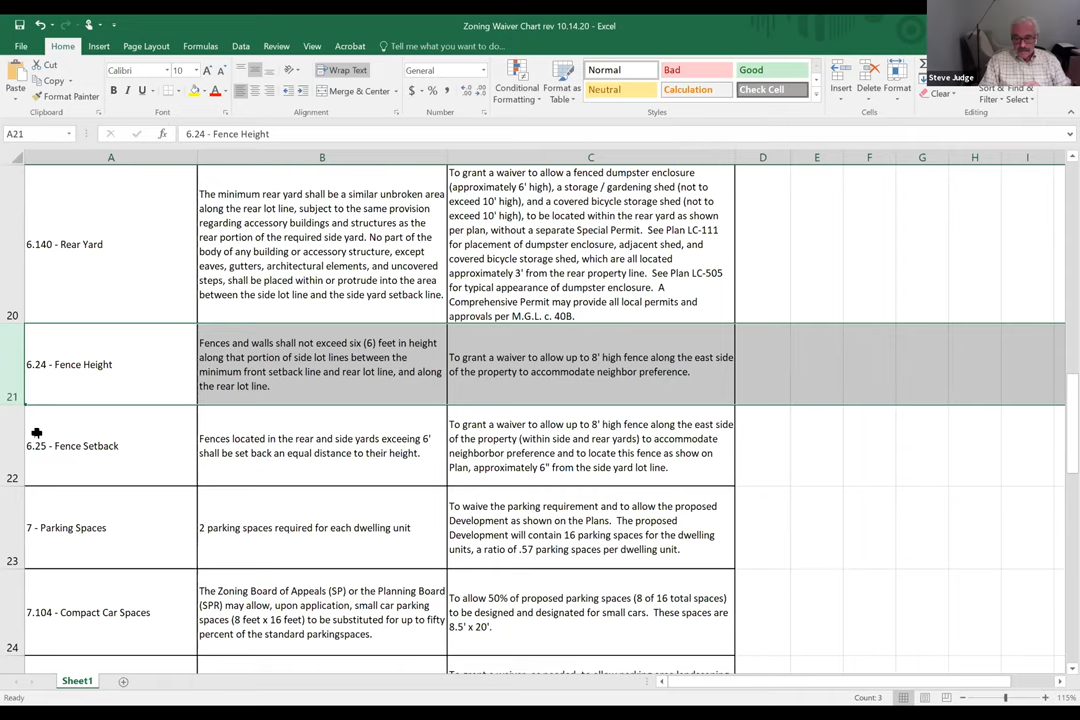 Zoning Waiver Chart rev 10.14.20 - Excel
File Home Insert Page Layout Formulas Data Review View Acrobat Tell me what you want to do...
Steve Judge
Cut
Copy
Format Painter
Paste
Calibri 10
B I U
Wrap Text
Merge & Center
General
$ % ,
Conditional Formatting
Format as Table
Normal Bad Good
Neutral Calculation Check Cell
Insert Delete Format
Clear
Sort & Find &
Filter Select
Clipboard Font Alignment Number Styles Cells Editing
A21 fx 6.24 - Fence Height
A B C D E F G H I
20
6.140 - Rear Yard
The minimum rear yard shall be a similar unbroken area
along the rear lot line, subject to the same provision
regarding accessory buildings and structures as the
rear portion of the required side yard. No part of the
body of any building or accessory structure, except
eaves, gutters, architectural elements, and uncovered
steps, shall be placed within or protrude into the area
between the side lot line and the side yard setback line.
To grant a waiver to allow a fenced dumpster enclosure
(approximately 6' high), a storage / gardening shed (not to
exceed 10' high), and a covered bicycle storage shed (not to
exceed 10' high), to be located within the rear yard as shown
per plan, without a separate Special Permit. See Plan LC-111
for placement of dumpster enclosure, adjacent shed, and
covered bicycle storage shed, which are all located
approximately 3' from the rear property line. See Plan LC-505
for typical appearance of dumpster enclosure. A
Comprehensive Permit may provide all local permits and
approvals per M.G.L. c. 40B.
21
6.24 - Fence Height
Fences and walls shall not exceed six (6) feet in height
along that portion of side lot lines between the
minimum front setback line and rear lot line, and along
the rear lot line.
To grant a waiver to allow up to 8' high fence along the east side
of the property to accommodate neighbor preference.
22
6.25 - Fence Setback
Fences located in the rear and side yards exceeing 6'
shall be set back an equal distance to their height.
To grant a waiver to allow up to 8' high fence along the east side
of the property (within side and rear yards) to accommodate
neighborbor preference and to locate this fence as show on
Plan, approximately 6" from the side yard lot line.
23
7 - Parking Spaces
2 parking spaces required for each dwelling unit
To waive the parking requirement and to allow the proposed
Development as shown on the Plans. The proposed
Development will contain 16 parking spaces for the dwelling
units, a ratio of .57 parking spaces per dwelling unit.
24
7.104 - Compact Car Spaces
The Zoning Board of Appeals (SP) or the Planning Board
(SPR) may allow, upon application, small car parking
spaces (8 feet x 16 feet) to be substituted for up to fifty
percent of the standard parkingspaces.
To allow 50% of proposed parking spaces (8 of 16 total spaces)
to be designed and designated for small cars. These spaces are
8.5' x 20'.
To grant a waiver, as needed, to allow parking area landscaping
Sheet1
Ready Count: 3 115%